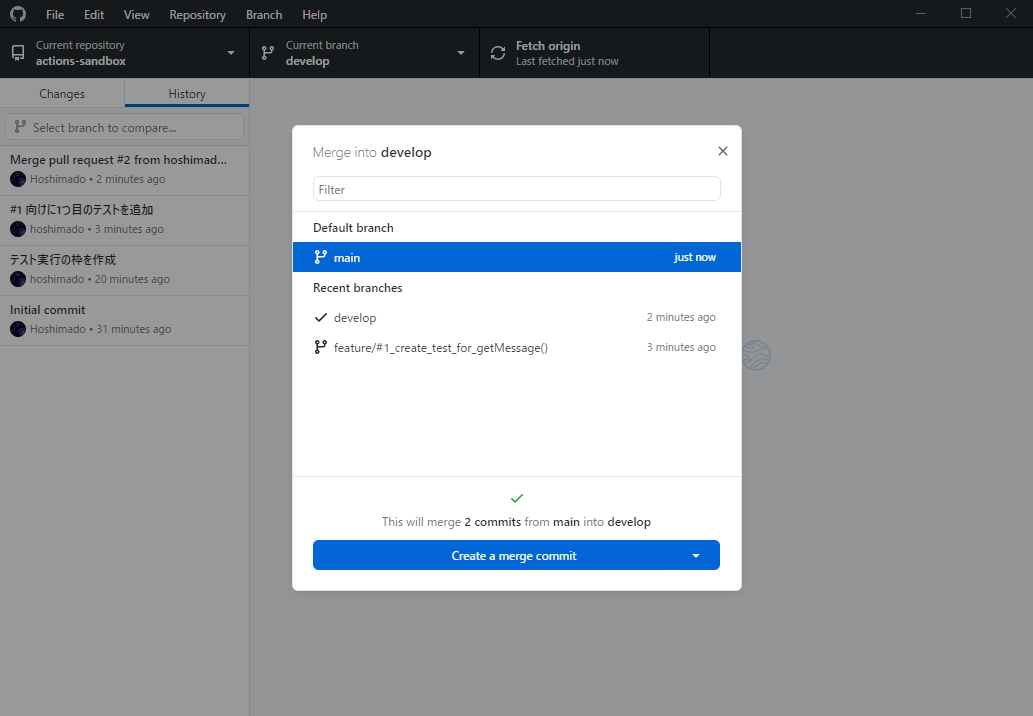 File Edit View Repository Branch Help
Current repository
actions-sandbox
Current branch
develop
Fetch origin
Last fetched just now
Changes History
Select branch to compare...
Merge pull request #2 from hoshimad...
Hoshimado • 2 minutes ago
#1 向けに1つ目のテストを追加
hoshimado • 3 minutes ago
テスト実行の枠を作成
hoshimado • 20 minutes ago
Initial commit
Hoshimado • 31 minutes ago
Merge into develop
Filter
Default branch
main just now
Recent branches
develop 2 minutes ago
feature/#1_create_test_for_getMessage() 3 minutes ago
This will merge 2 commits from main into develop
Create a merge commit